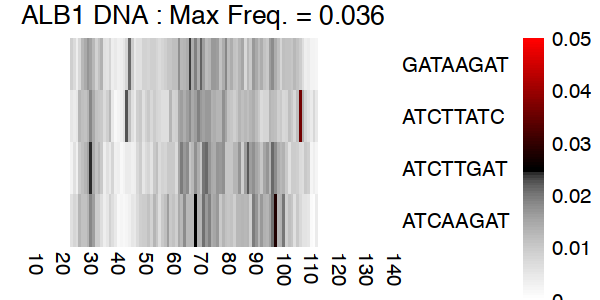 ALB1 DNA : Max Freq. = 0.036
GATAAGAT
ATCTTATC
ATCTTGAT
ATCAAGAT
0.05
0.04
0.03
0.02
0.01
10 20 30 40 50 60 70 80 90 100 110 120 130 140